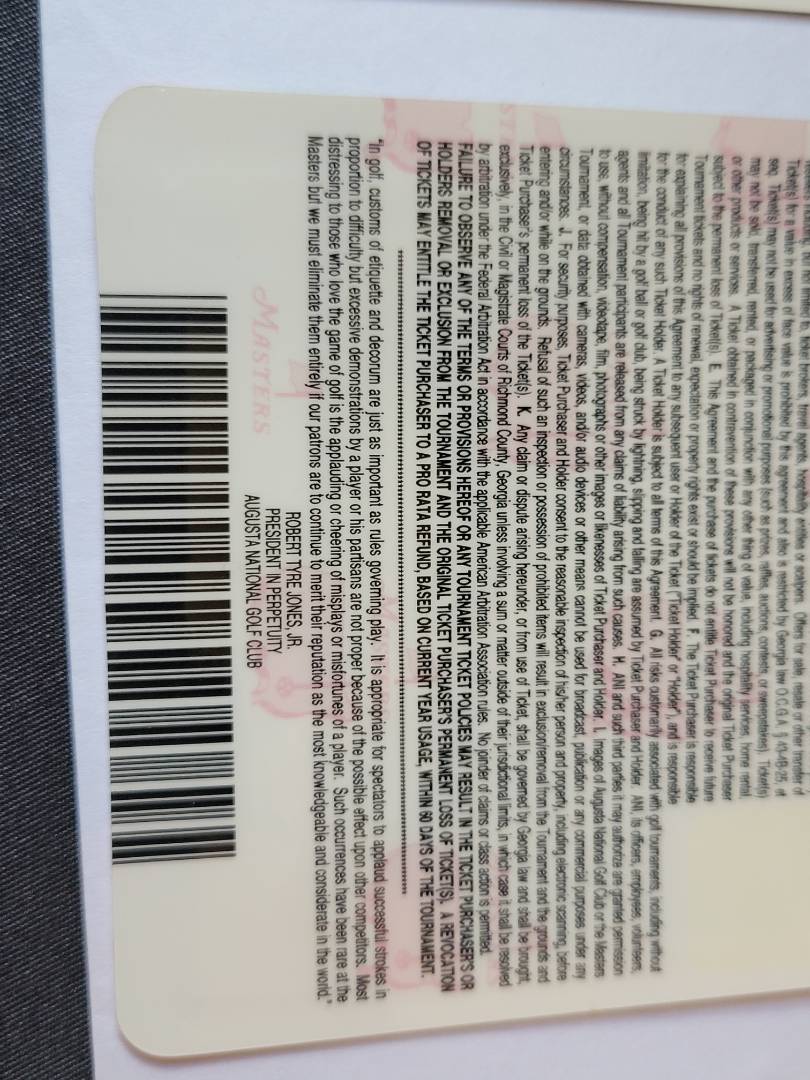 Ticket(s) for a value in excess of face value is prohibited by this agreement and also is restricted by Georgia law O.C.G.A. § 43-4B-25, et
seq. Ticket(s) may not be used for advertising or promotional purposes (such as prizes, raffles, auctions, contests, or sweepstakes). Ticket(s)
may not be sold, transferred, rented, or packaged in conjunction with any other thing of value, including hospitality services, home rental
or other products or services. A Ticket obtained in contravention of these provisions will not be honored and the original Ticket Purchaser
subject to the permanent loss of Ticket(s). E. This Agreement and the purchase of tickets do not entitle Ticket Purchaser to receive future
Tournament tickets and no rights of renewal, expectation or property rights exist or should be implied. F. The Ticket Purchaser is responsible
for explaining all provisions of this Agreement to any subsequent user or holder of the Ticket ("Ticket Holder" or "Holder"), and is responsible
for the conduct of any such Ticket Holder. A Ticket Holder is subject to all terms of this Agreement. G. All risks customarily associated with golf tournaments, including without
limitation, being hit by a golf ball or golf club, being struck by lightning, slipping and falling are assumed by Ticket Purchaser and Holder. ANI, its officers, employees, volunteers,
agents and all Tournament participants are released from any claims of liability arising from such causes. H. ANI and such third parties it may authorize are granted permission
to use, without compensation, videotape, film, photographs or other images or likenesses of Ticket Purchaser and Holder. I. Images of Augusta National Golf Club or the Masters
Tournament, or data obtained with cameras, videos, and/or audio devices or other means cannot be used for broadcast, publication or any commercial purposes under any
circumstances. J. For security purposes, Ticket Purchaser and Holder consent to the reasonable inspection of his/her person and property, including electronic scanning, before
entering and/or while on the grounds. Refusal of such an inspection or possession of prohibited items will result in exclusion/removal from the Tournament and the grounds and
Ticket Purchaser's permanent loss of the Ticket(s). K. Any claim or dispute arising hereunder, or from use of Ticket, shall be governed by Georgia law and shall be brought,
exclusively, in the Civil or Magistrate Courts of Richmond County, Georgia unless involving a sum or matter outside of their jurisdictional limits, in which case it shall be resolved
by arbitration under the Federal Arbitration Act in accordance with the applicable American Arbitration Association rules. No joinder of claims or class action is permitted.
FAILURE TO OBSERVE ANY OF THE TERMS OR PROVISIONS HEREOF OR ANY TOURNAMENT TICKET POLICIES MAY RESULT IN THE TICKET PURCHASER'S OR
HOLDERS REMOVAL OR EXCLUSION FROM THE TOURNAMENT AND THE ORIGINAL TICKET PURCHASER'S PERMANENT LOSS OF TICKET(S). A REVOCATION
OF TICKETS MAY ENTITLE THE TICKET PURCHASER TO A PRO RATA REFUND, BASED ON CURRENT YEAR USAGE, WITHIN 60 DAYS OF THE TOURNAMENT.
"In golf, customs of etiquette and decorum are just as important as rules governing play. It is appropriate for spectators to applaud successful strokes in
proportion to difficulty but excessive demonstrations by a player or his partisans are not proper because of the possible effect upon other competitors. Most
distressing to those who love the game of golf is the applauding or cheering of misplays or misfortunes of a player. Such occurrences have been rare at the
Masters but we must eliminate them entirely if our patrons are to continue to merit their reputation as the most knowledgeable and considerate in the world."
ROBERT TYRE JONES, JR.
PRESIDENT IN PERPETUITY
AUGUSTA NATIONAL GOLF CLUB
MASTERS